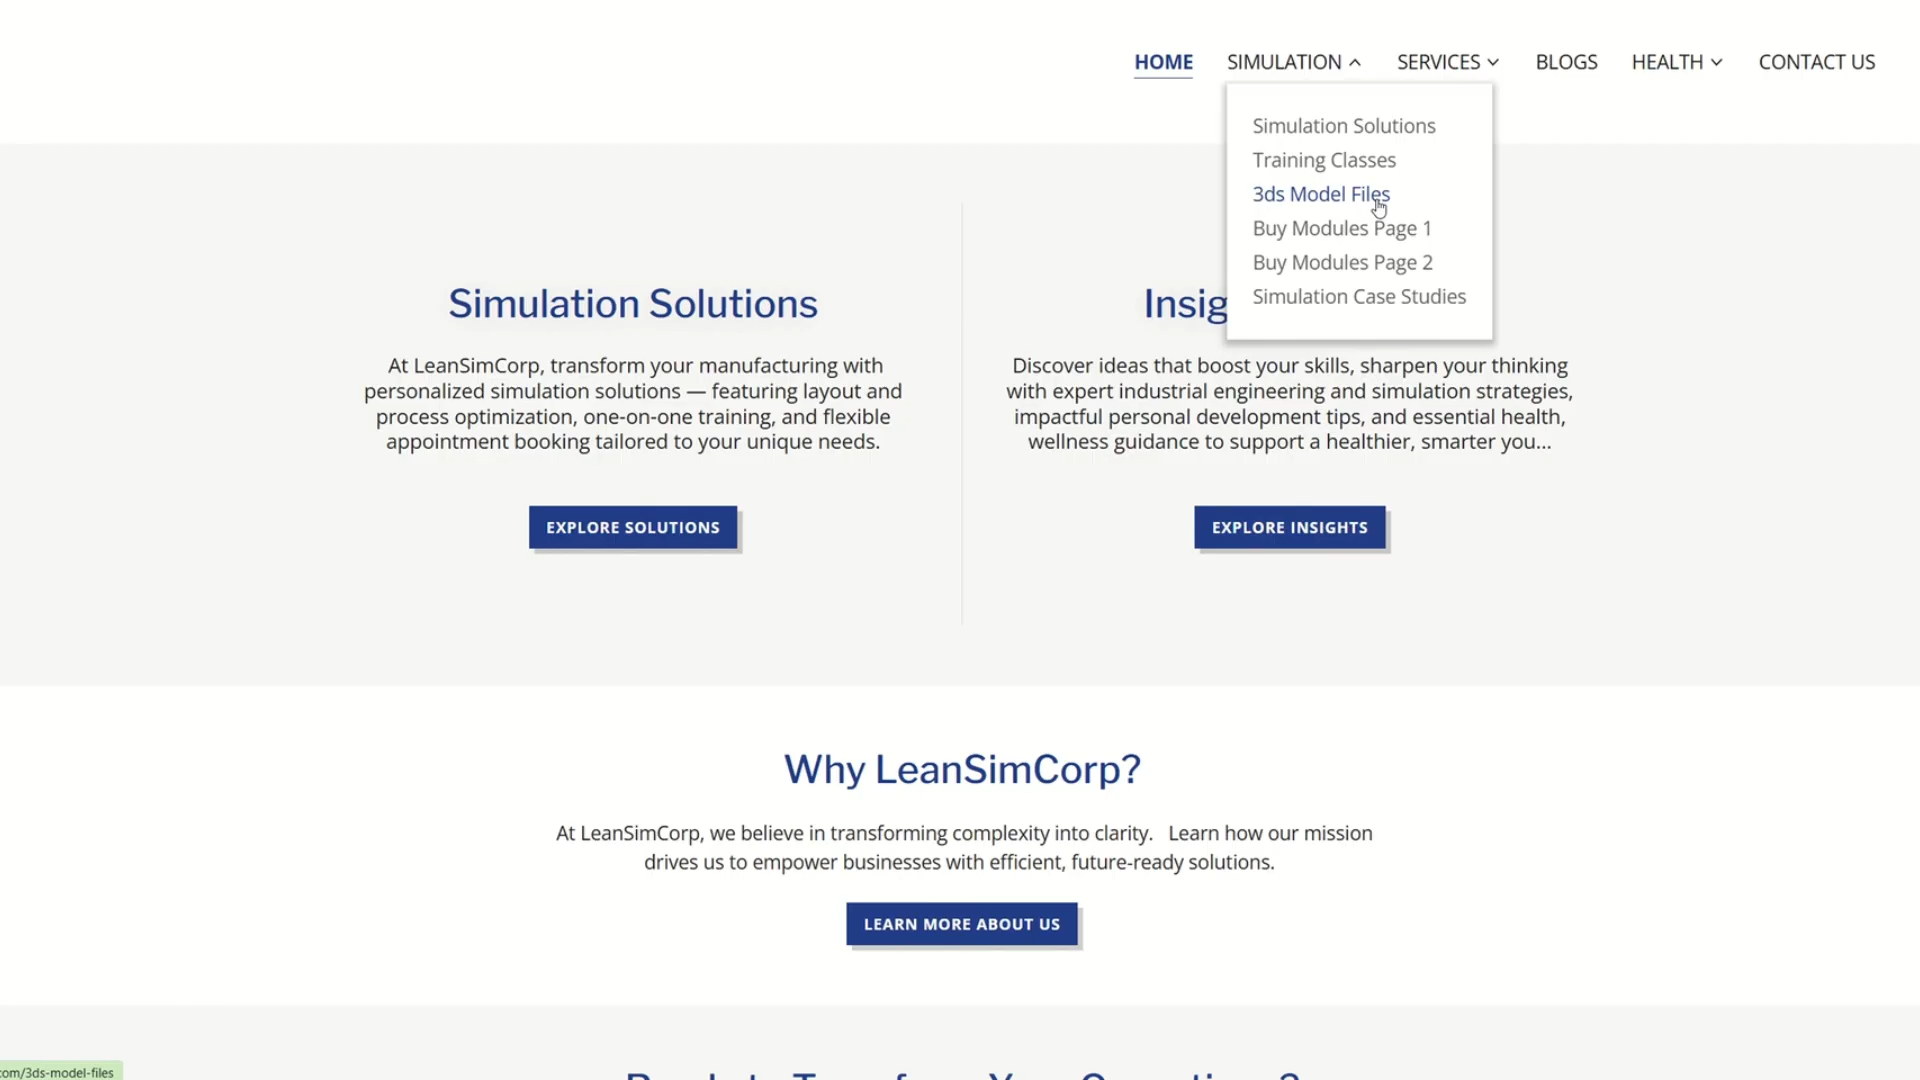 HOME SIMULATION SERVICES BLOGS HEALTH CONTACT US
Simulation Solutions
Training Classes
3ds Model Files
Buy Modules Page 1
Buy Modules Page 2
Simulation Case Studies
Simulation Solutions
At LeanSimCorp, transform your manufacturing with
personalized simulation solutions — featuring layout and
process optimization, one-on-one training, and flexible
appointment booking tailored to your unique needs.
EXPLORE SOLUTIONS
Insig
Discover ideas that boost your skills, sharpen your thinking
with expert industrial engineering and simulation strategies,
impactful personal development tips, and essential health,
wellness guidance to support a healthier, smarter you...
EXPLORE INSIGHTS
Why LeanSimCorp?
At LeanSimCorp, we believe in transforming complexity into clarity. Learn how our mission
drives us to empower businesses with efficient, future-ready solutions.
LEARN MORE ABOUT US
com/3ds-model-files